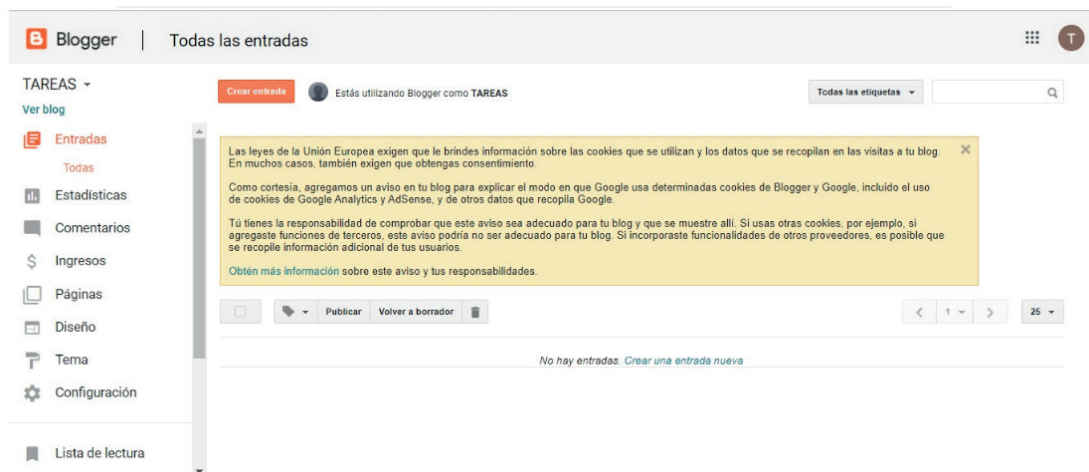 Blogger | Todas las entradas
T
TAREAS
Ver blog
Entradas
Todas
Estadísticas
Comentarios
Ingresos
Páginas
Diseño
Tema
Configuración
Lista de lectura
Crear entrada
Estás utilizando Blogger como TAREAS
Todas las etiquetas
Las leyes de la Unión Europea exigen que le brindes información sobre las cookies que se utilizan y los datos que se recopilan en las visitas a tu blog.
En muchos casos, también exigen que obtengas consentimiento.
Como cortesía, agregamos un aviso en tu blog para explicar el modo en que Google usa determinadas cookies de Blogger y Google, incluido el uso
de cookies de Google Analytics y AdSense, y de otros datos que recopila Google.
Tú tienes la responsabilidad de comprobar que este aviso sea adecuado para tu blog y que se muestre allí. Si usas otras cookies, por ejemplo, si
agregaste funciones de terceros, este aviso podría no ser adecuado para tu blog. Si incorporaste funcionalidades de otros proveedores, es posible que
se recopile información adicional de tus usuarios.
Obtén más información sobre este aviso y tus responsabilidades.
Publicar Volver a borrador
1
25
No hay entradas. Crear una entrada nueva